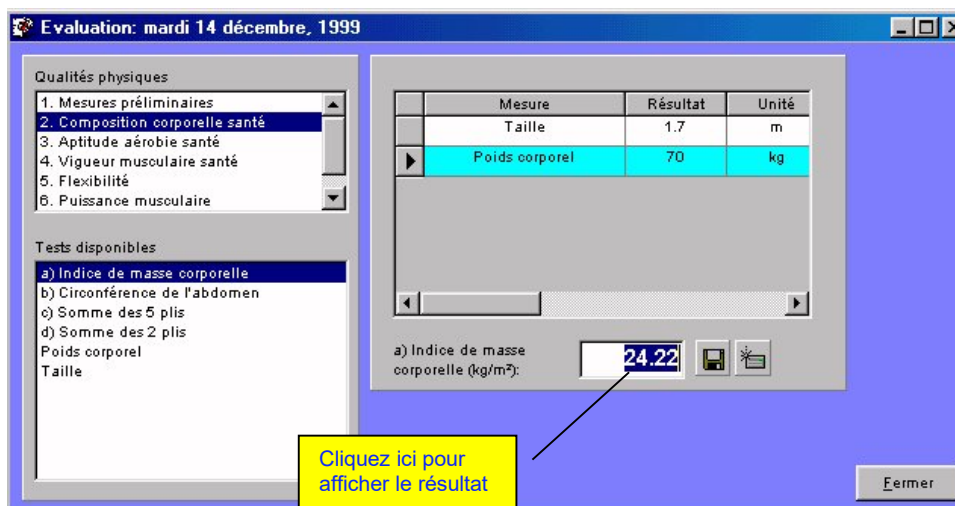 Evaluation: mardi 14 décembre, 1999
Qualités physiques
1. Mesures préliminaires
2. Composition corporelle santé
3. Aptitude aérobie santé
4. Vigueur musculaire santé
5. Flexibilité
6. Puissance musculaire
Tests disponibles
a) Indice de masse corporelle
b) Circonférence de l'abdomen
c) Somme des 5 plis
d) Somme des 2 plis
Poids corporel
Taille
Mesure Résultat Unité
Taille 1.7 m
Poids corporel 70 kg
a) Indice de masse
corporelle (kg/m²):
24.22
Cliquez ici pour
afficher le résultat
Fermer